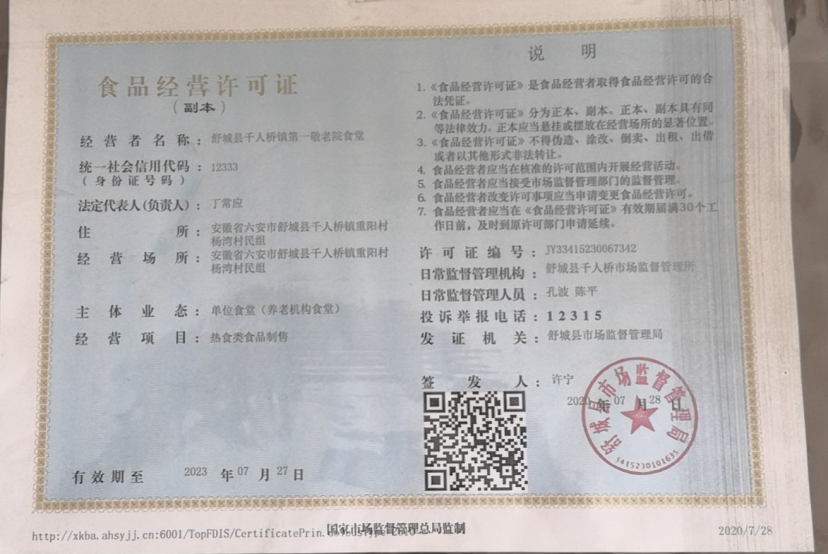 食品经营许可证
（副本）
经营者名称：舒城县千人桥镇第一敬老院食堂
统一社会信用代码：12333
（身份证号码）
法定代表人(负责人)：丁常应
住所：安徽省六安市舒城县千人桥镇重阳村
杨湾村民组
经营场所：安徽省六安市舒城县千人桥镇重阳村
杨湾村民组
主体业态：单位食堂（养老机构食堂）
经营项目：热食类食品制售
有效期至 2023 年 07 月 27 日
说明
1. 《食品经营许可证》是食品经营者取得食品经营许可的合
法凭证。
2. 《食品经营许可证》分为正本、副本。正本、副本具有同
等法律效力。正本应当悬挂或摆放在经营场所的显著位置。
3. 《食品经营许可证》不得伪造、涂改、倒卖、出租、出借
或者以其他形式非法转让。
4. 食品经营者应当在核准的许可范围内开展经营活动。
5. 食品经营者应当接受市场监督管理部门的监督管理。
6. 食品经营者改变许可事项应当申请变更食品经营许可。
7. 食品经营者应当在《食品经营许可证》有效期届满30个工
作日前，及时到原许可部门申请延续。
许可证编号：JY33415230067342
日常监督管理机构：舒城县千人桥市场监督管理所
日常监督管理人员：孔波 陈平
投诉举报电话：12315
发证机关：舒城县市场监督管理局
签发人：许宁
2020 年 07 月 28 日
舒城县市场监督管理局
3415230101635
http://xkba.ahsyjj.cn:6001/TopFDIS/CertificatePrin
国家市场监督管理总局监制
2020/7/28